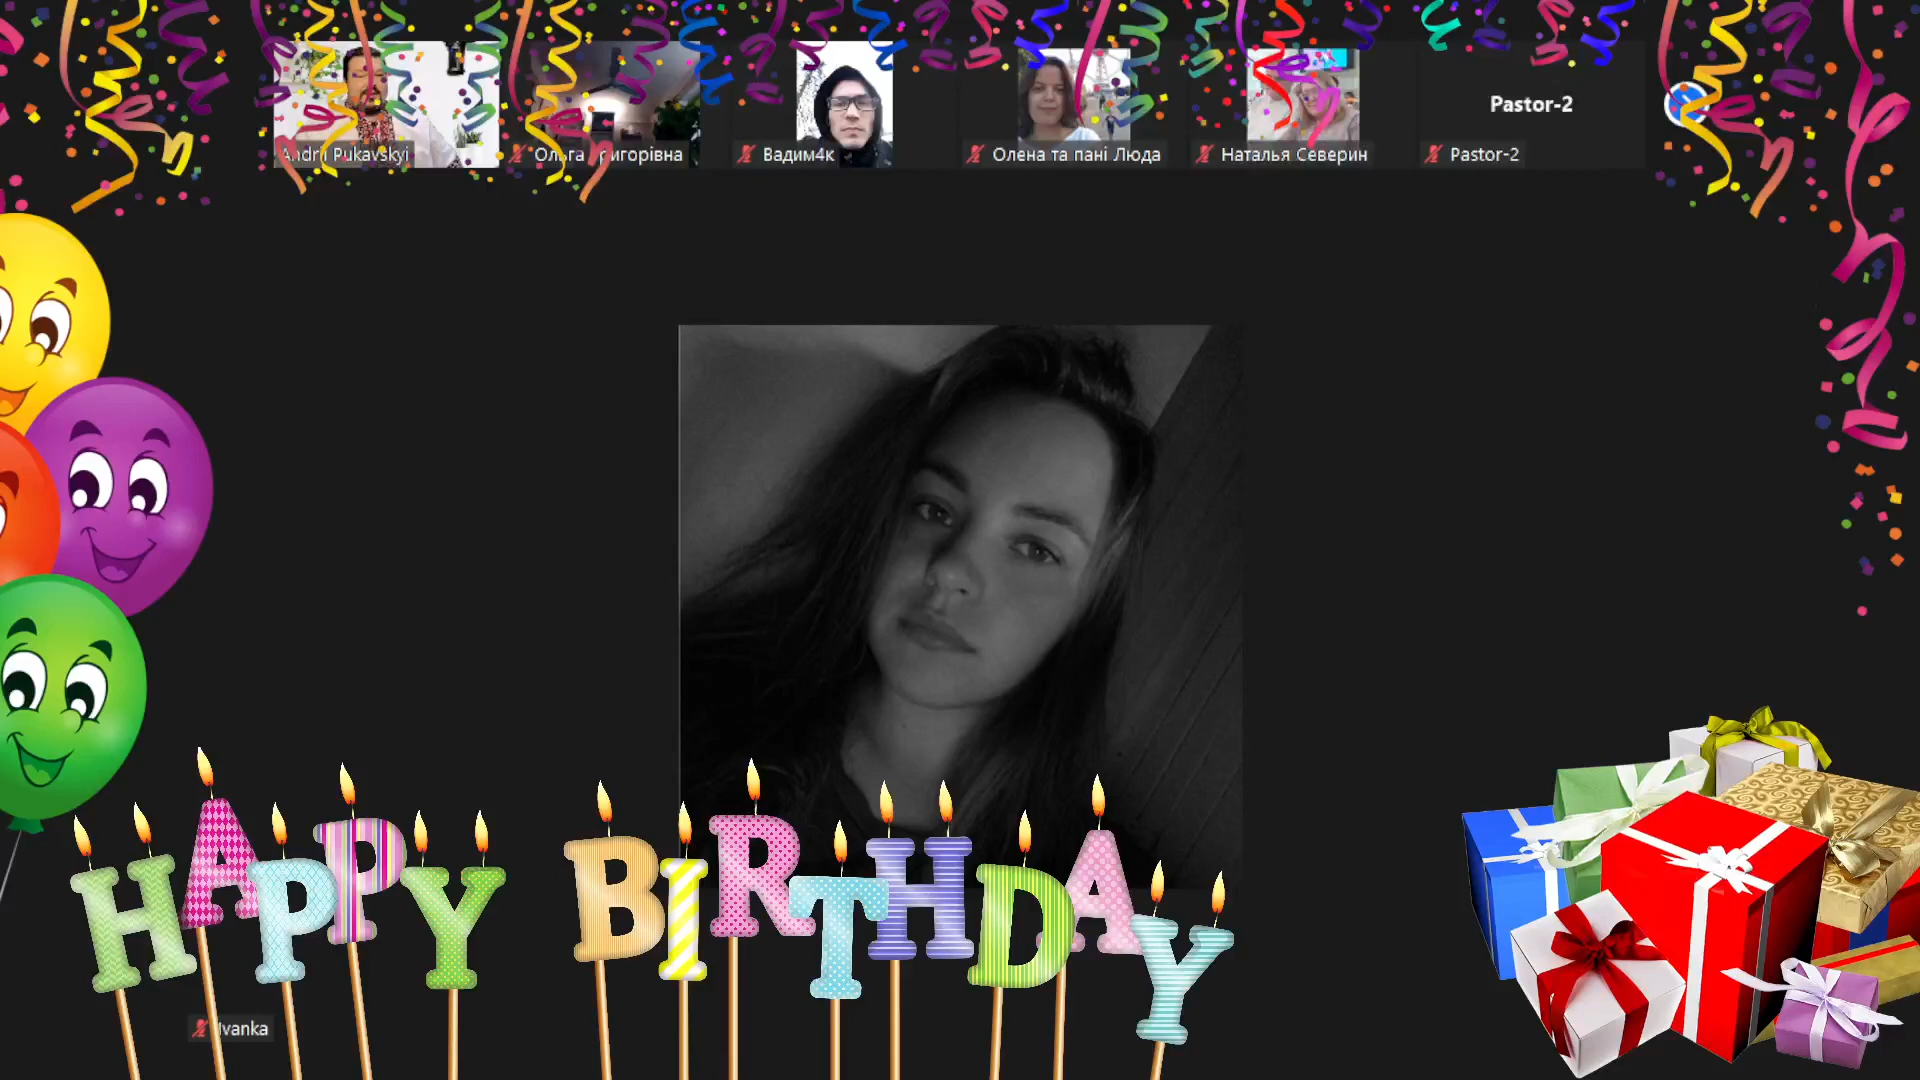 Pastor-2
Andrii Pukavskyi
Ольга Григорівна
Вадим4к
Олена та пані Люда
Наталья Северин
Pastor-2
HAPPY BIRTHDAY
Ivanka